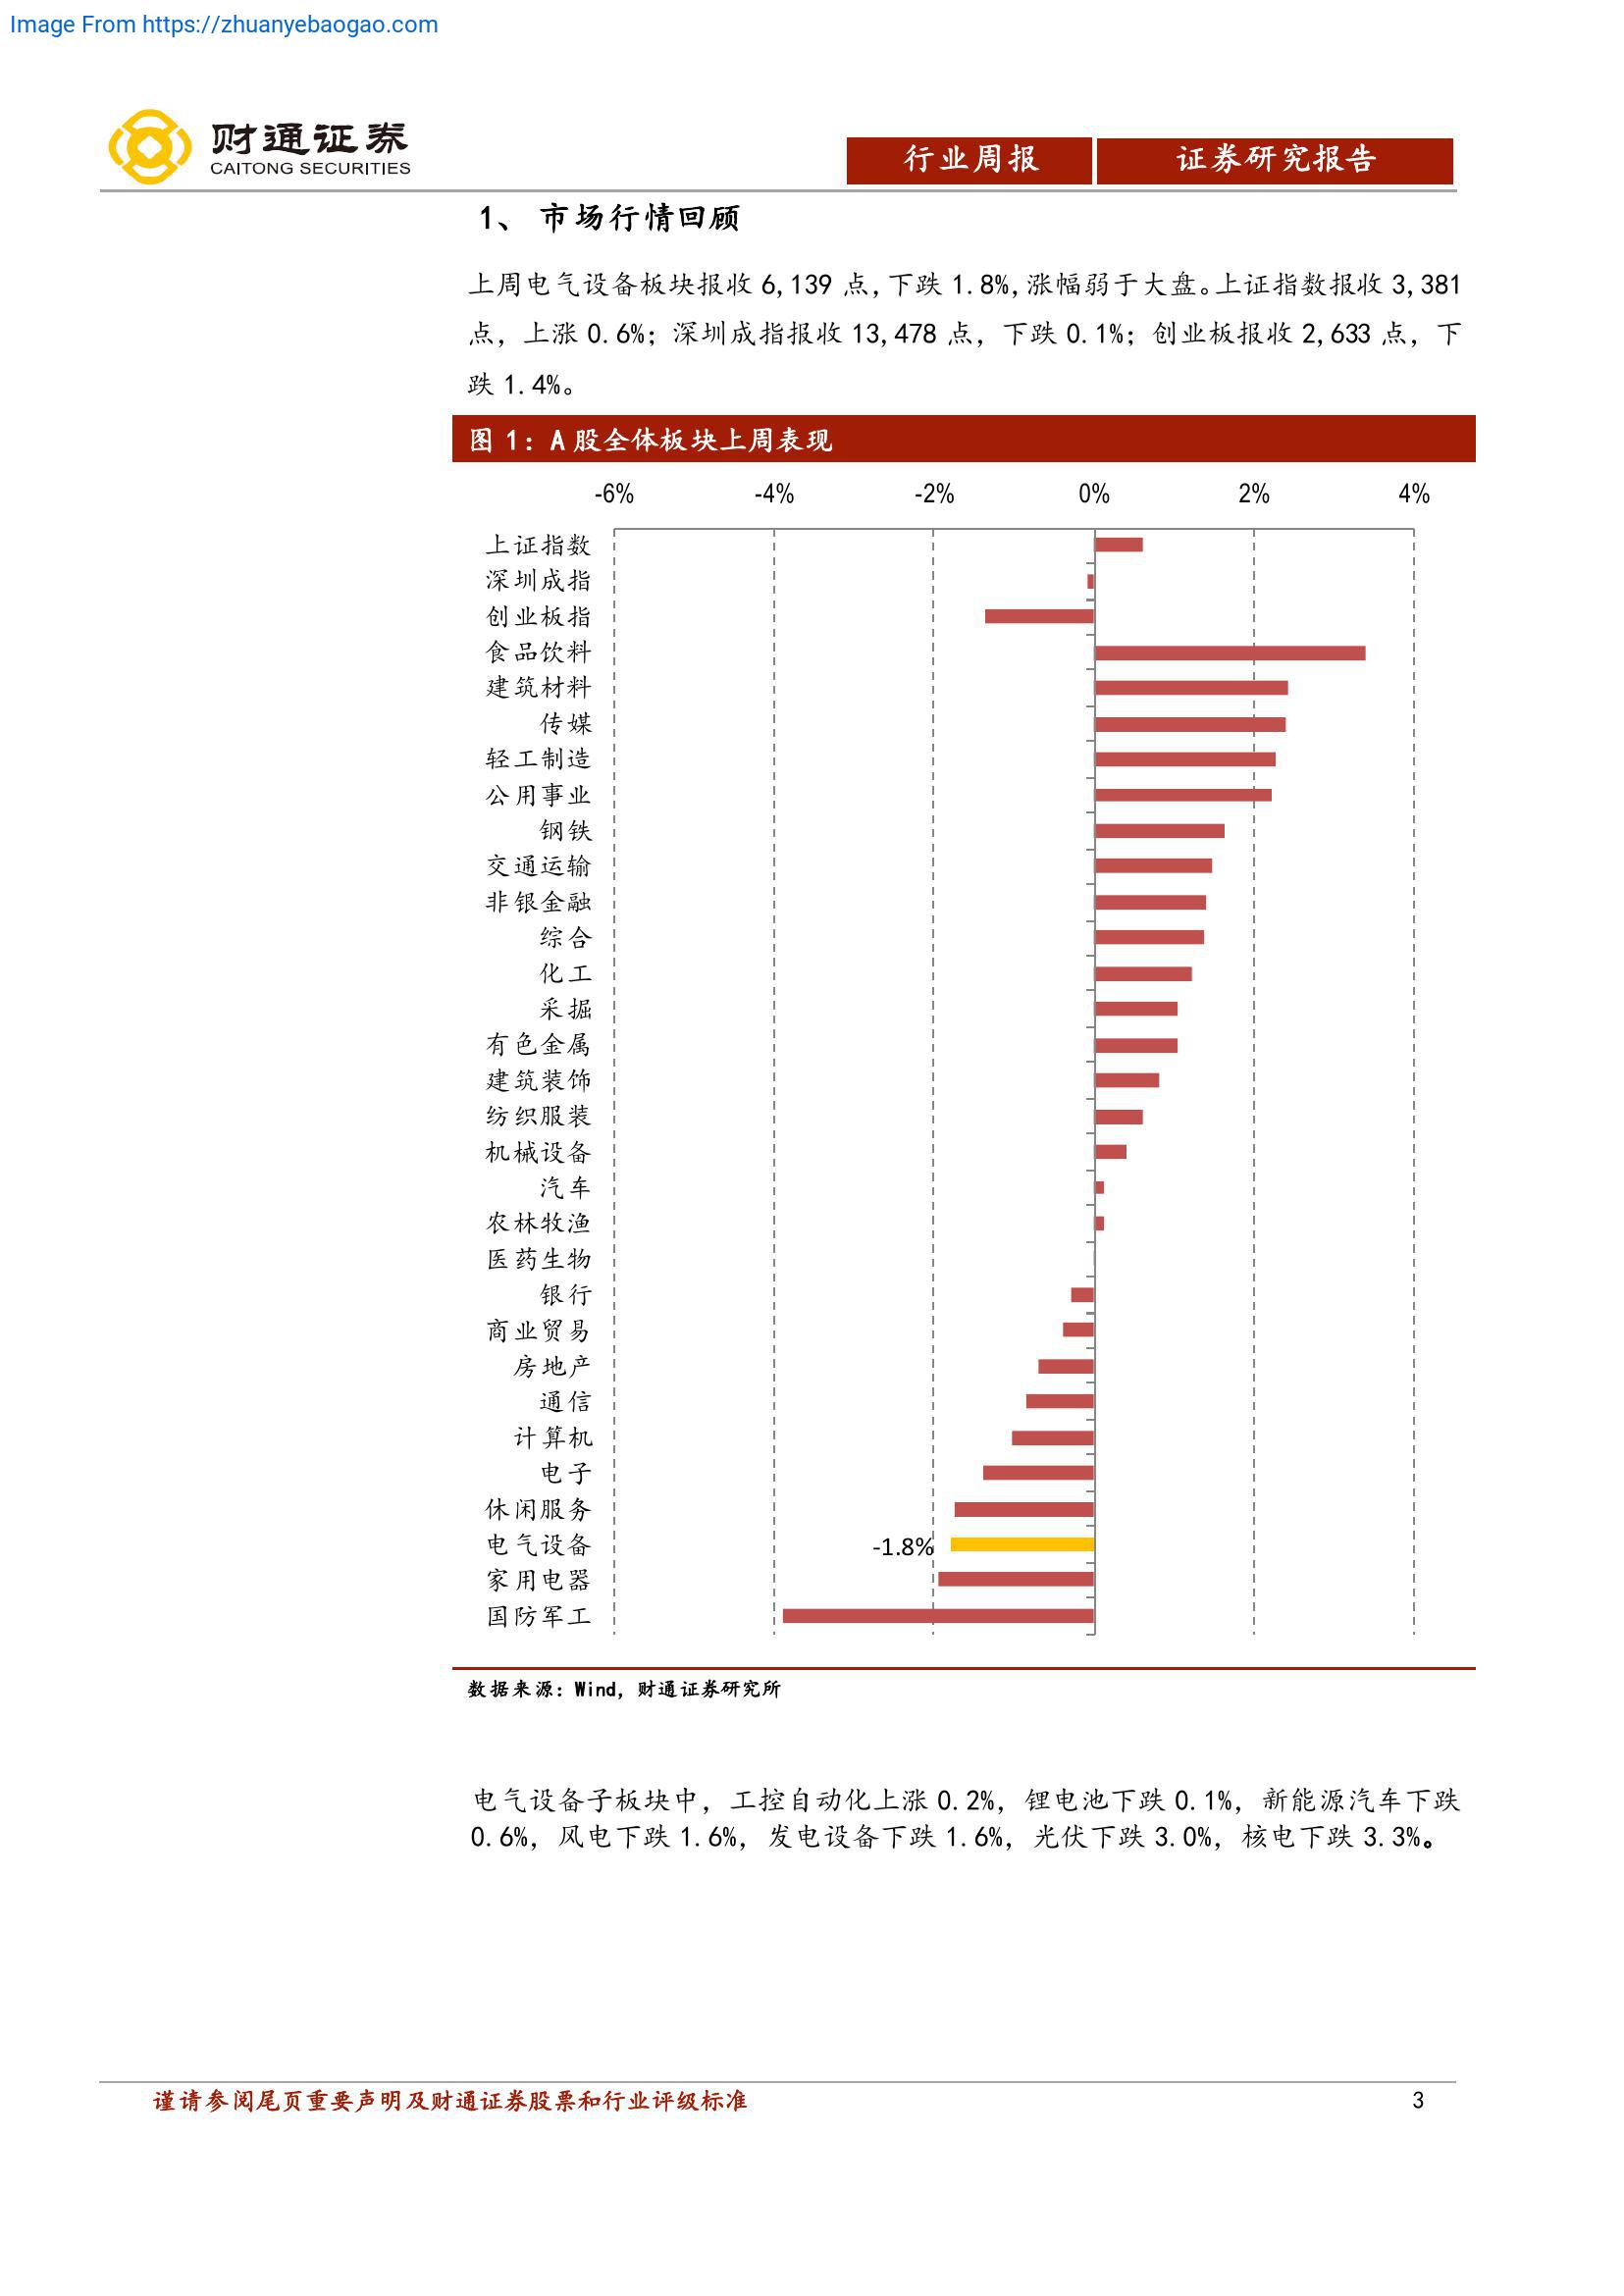 Image From https://zhuanyebaogao.com
财通证券
CAITONG SECURITIES
行业周报 证券研究报告
1、 市场行情回顾
上周电气设备板块报收 6,139 点,下跌 1.8%,涨幅弱于大盘。上证指数报收 3,381
点，上涨 0.6%；深圳成指报收 13,478 点，下跌 0.1%；创业板报收 2,633 点，下
跌 1.4%。
图 1：A 股全体板块上周表现
-6% -4% -2% 0% 2% 4%
上证指数
深圳成指
创业板指
食品饮料
建筑材料
传媒
轻工制造
公用事业
钢铁
交通运输
非银金融
综合
化工
采掘
有色金属
建筑装饰
纺织服装
机械设备
汽车
农林牧渔
医药生物
银行
商业贸易
房地产
通信
计算机
电子
休闲服务
电气设备 -1.8%
家用电器
国防军工
数据来源：Wind，财通证券研究所
电气设备子板块中，工控自动化上涨 0.2%，锂电池下跌 0.1%，新能源汽车下跌
0.6%，风电下跌 1.6%，发电设备下跌 1.6%，光伏下跌 3.0%，核电下跌 3.3%。
谨请参阅尾页重要声明及财通证券股票和行业评级标准 3